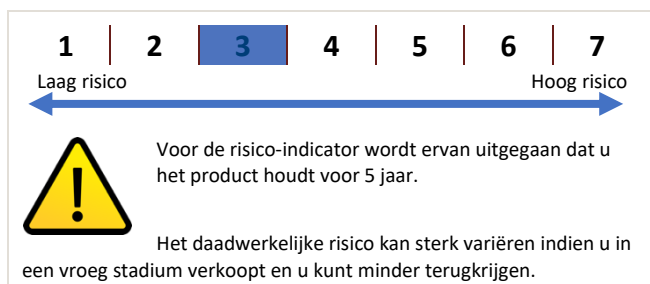 1 2 3 4 5 6 7
Laag risico Hoog risico
Voor de risico-indicator wordt ervan uitgegaan dat u
het product houdt voor 5 jaar.
Het daadwerkelijke risico kan sterk variëren indien u in
een vroeg stadium verkoopt en u kunt minder terugkrijgen.